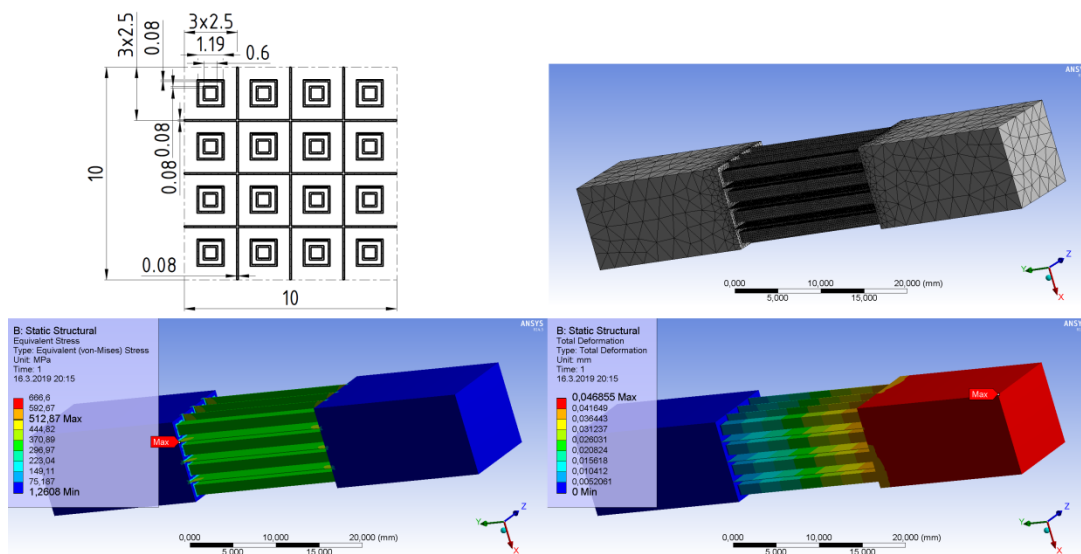 3x2.5
1.19
0.6
0.08
3x2.5
10
0.08
0.08
0.08
10
ANSYS
0,000
10,000
20,000 (mm)
5,000
15,000
B: Static Structural
Equivalent Stress
Type: Equivalent (von-Mises) Stress
Unit: MPa
Time: 1
16.3.2019 20:15
666,6
592,67
512,87 Max
444,82
370,89
296,97
223,04
149,11
75,187
1,2608 Min
Max
ANSYS
0,000
10,000
20,000 (mm)
5,000
15,000
Y
Z
X
B: Static Structural
Total Deformation
Type: Total Deformation
Unit: mm
Time: 1
16.3.2019 20:15
0,046855 Max
0,041649
0,036443
0,031237
0,026031
0,020824
0,015618
0,010412
0,0052061
0 Min
Max
ANSYS
0,000
10,000
20,000 (mm)
5,000
15,000
Y
Z
X